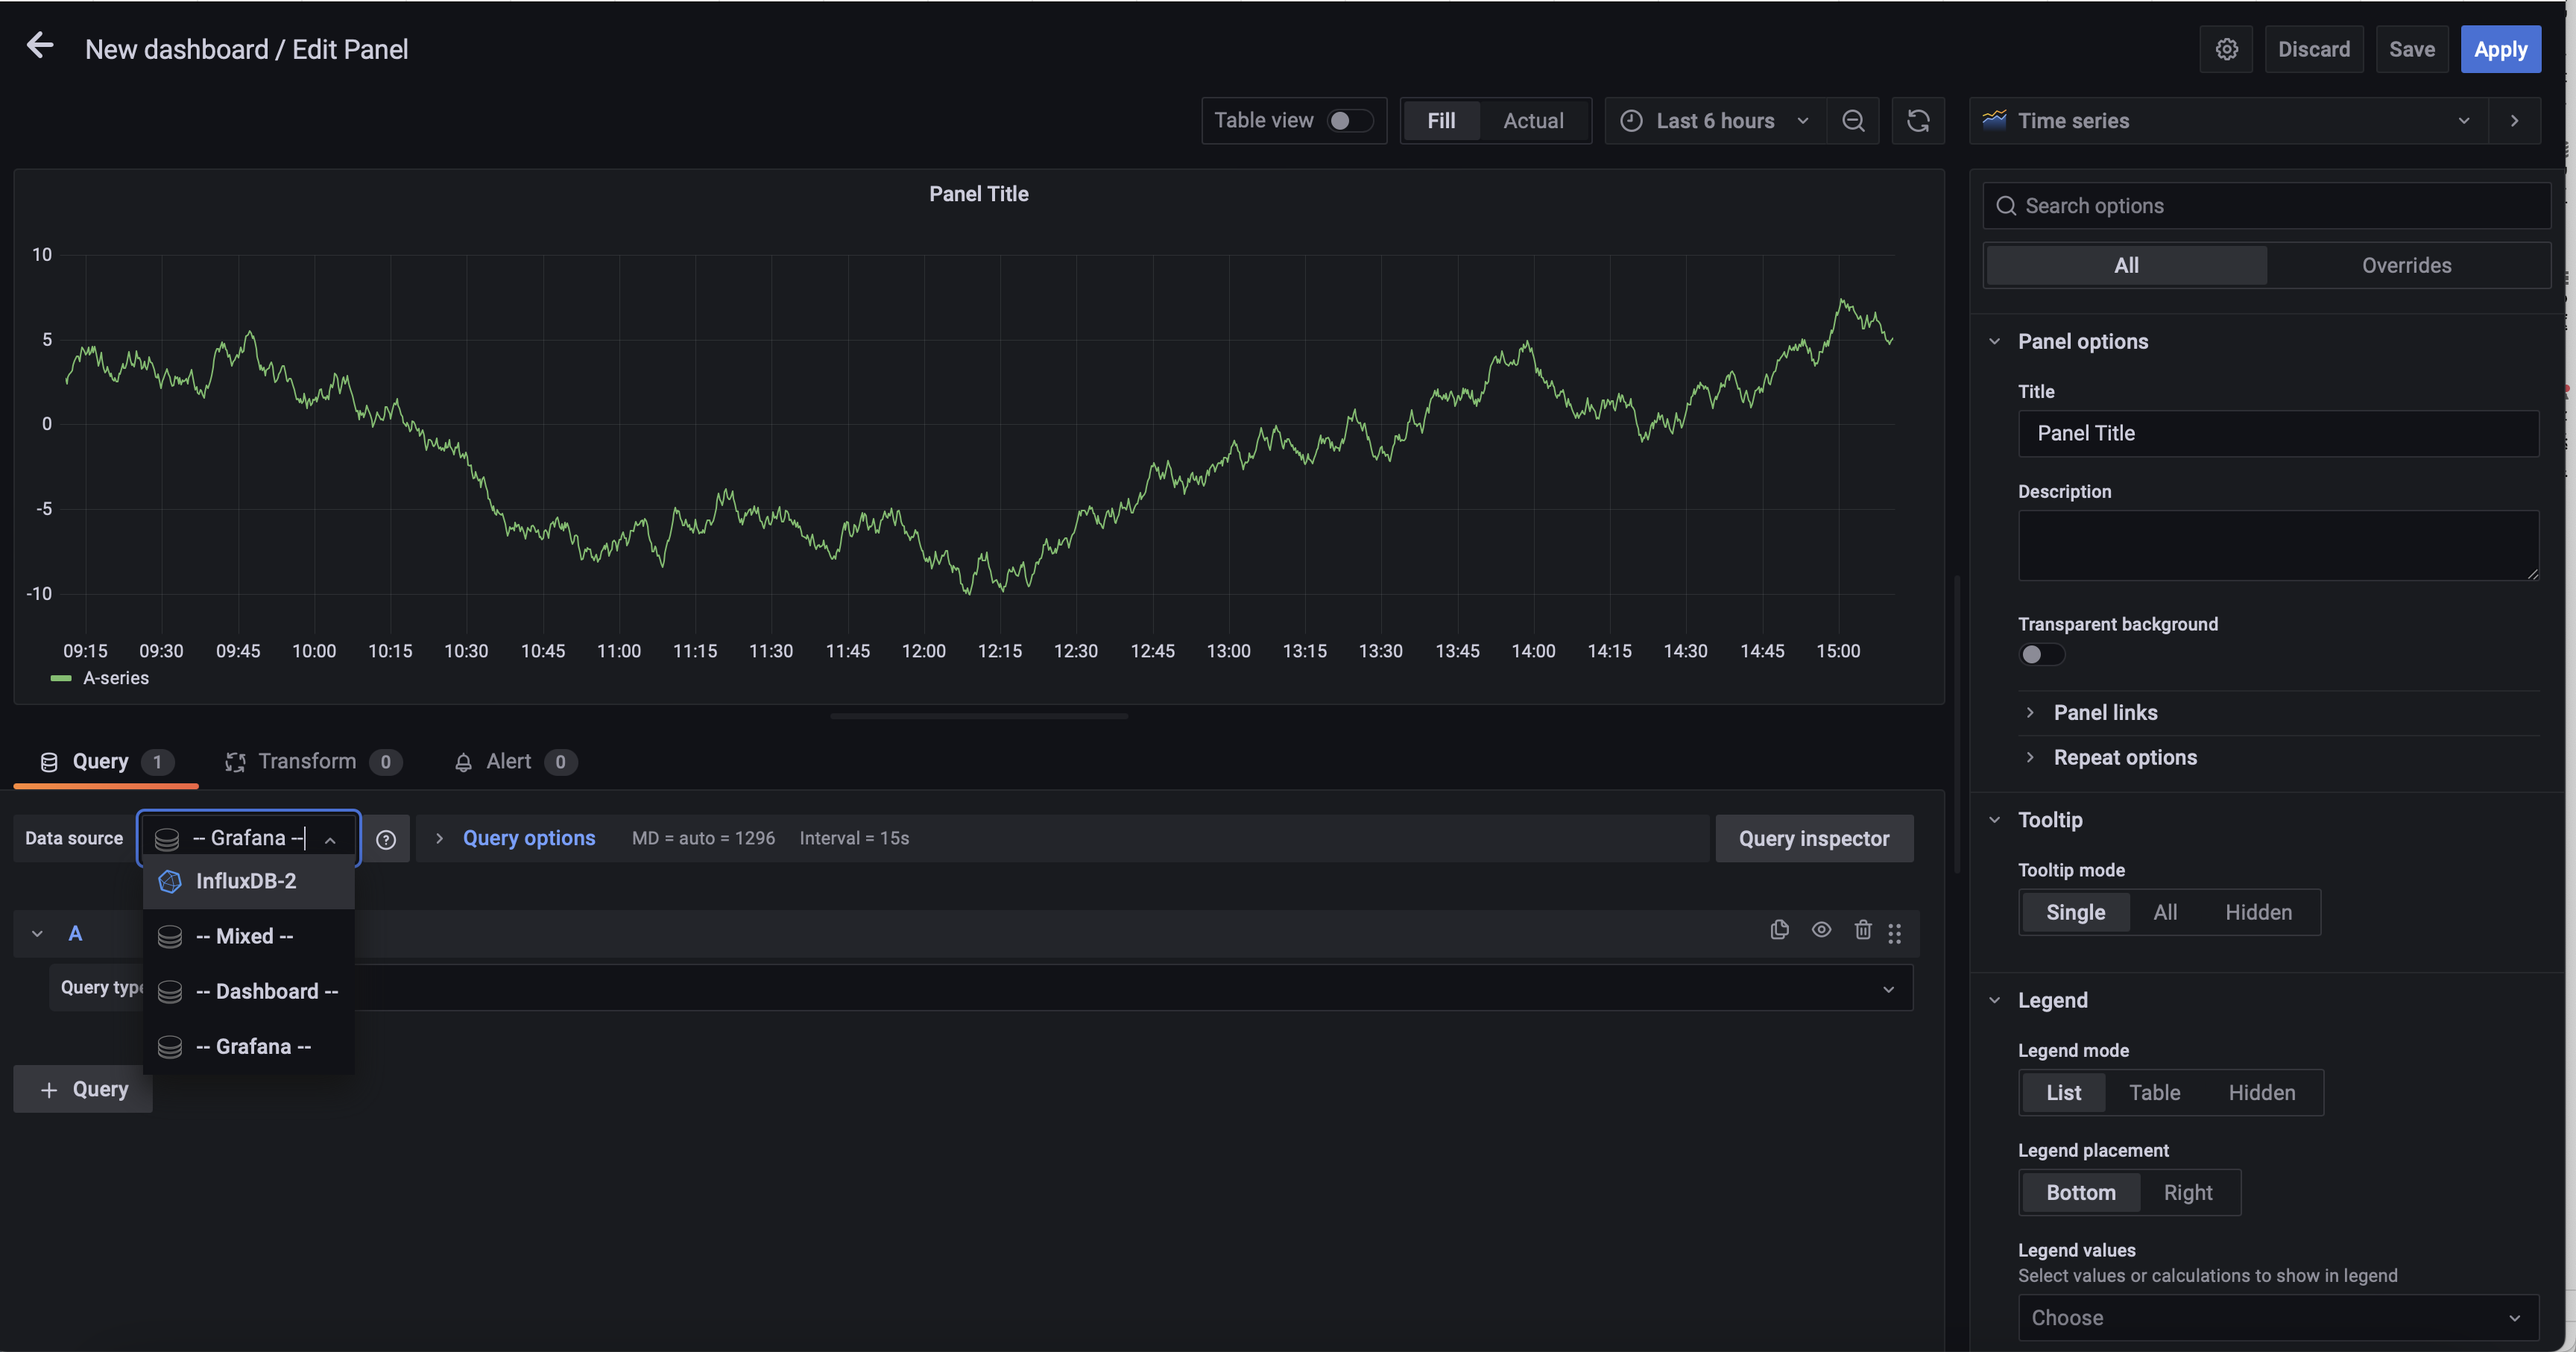 New dashboard / Edit Panel
Discard
Save
Apply
Table view
Fill
Actual
Last 6 hours
Time series
Panel Title
10
5
0
-5
-10
09:15 09:30 09:45 10:00 10:15 10:30 10:45 11:00 11:15 11:30 11:45 12:00 12:15 12:30 12:45 13:00 13:15 13:30 13:45 14:00 14:15 14:30 14:45 15:00
A-series
Query 1
Transform 0
Alert 0
Data source
-- Grafana --
Query options
MD = auto = 1296
Interval = 15s
Query inspector
InfluxDB-2
-- Mixed --
-- Dashboard --
-- Grafana --
A
Query type
+ Query
Search options
All
Overrides
Panel options
Title
Panel Title
Description
Transparent background
Panel links
Repeat options
Tooltip
Tooltip mode
Single
All
Hidden
Legend
Legend mode
List
Table
Hidden
Legend placement
Bottom
Right
Legend values
Select values or calculations to show in legend
Choose